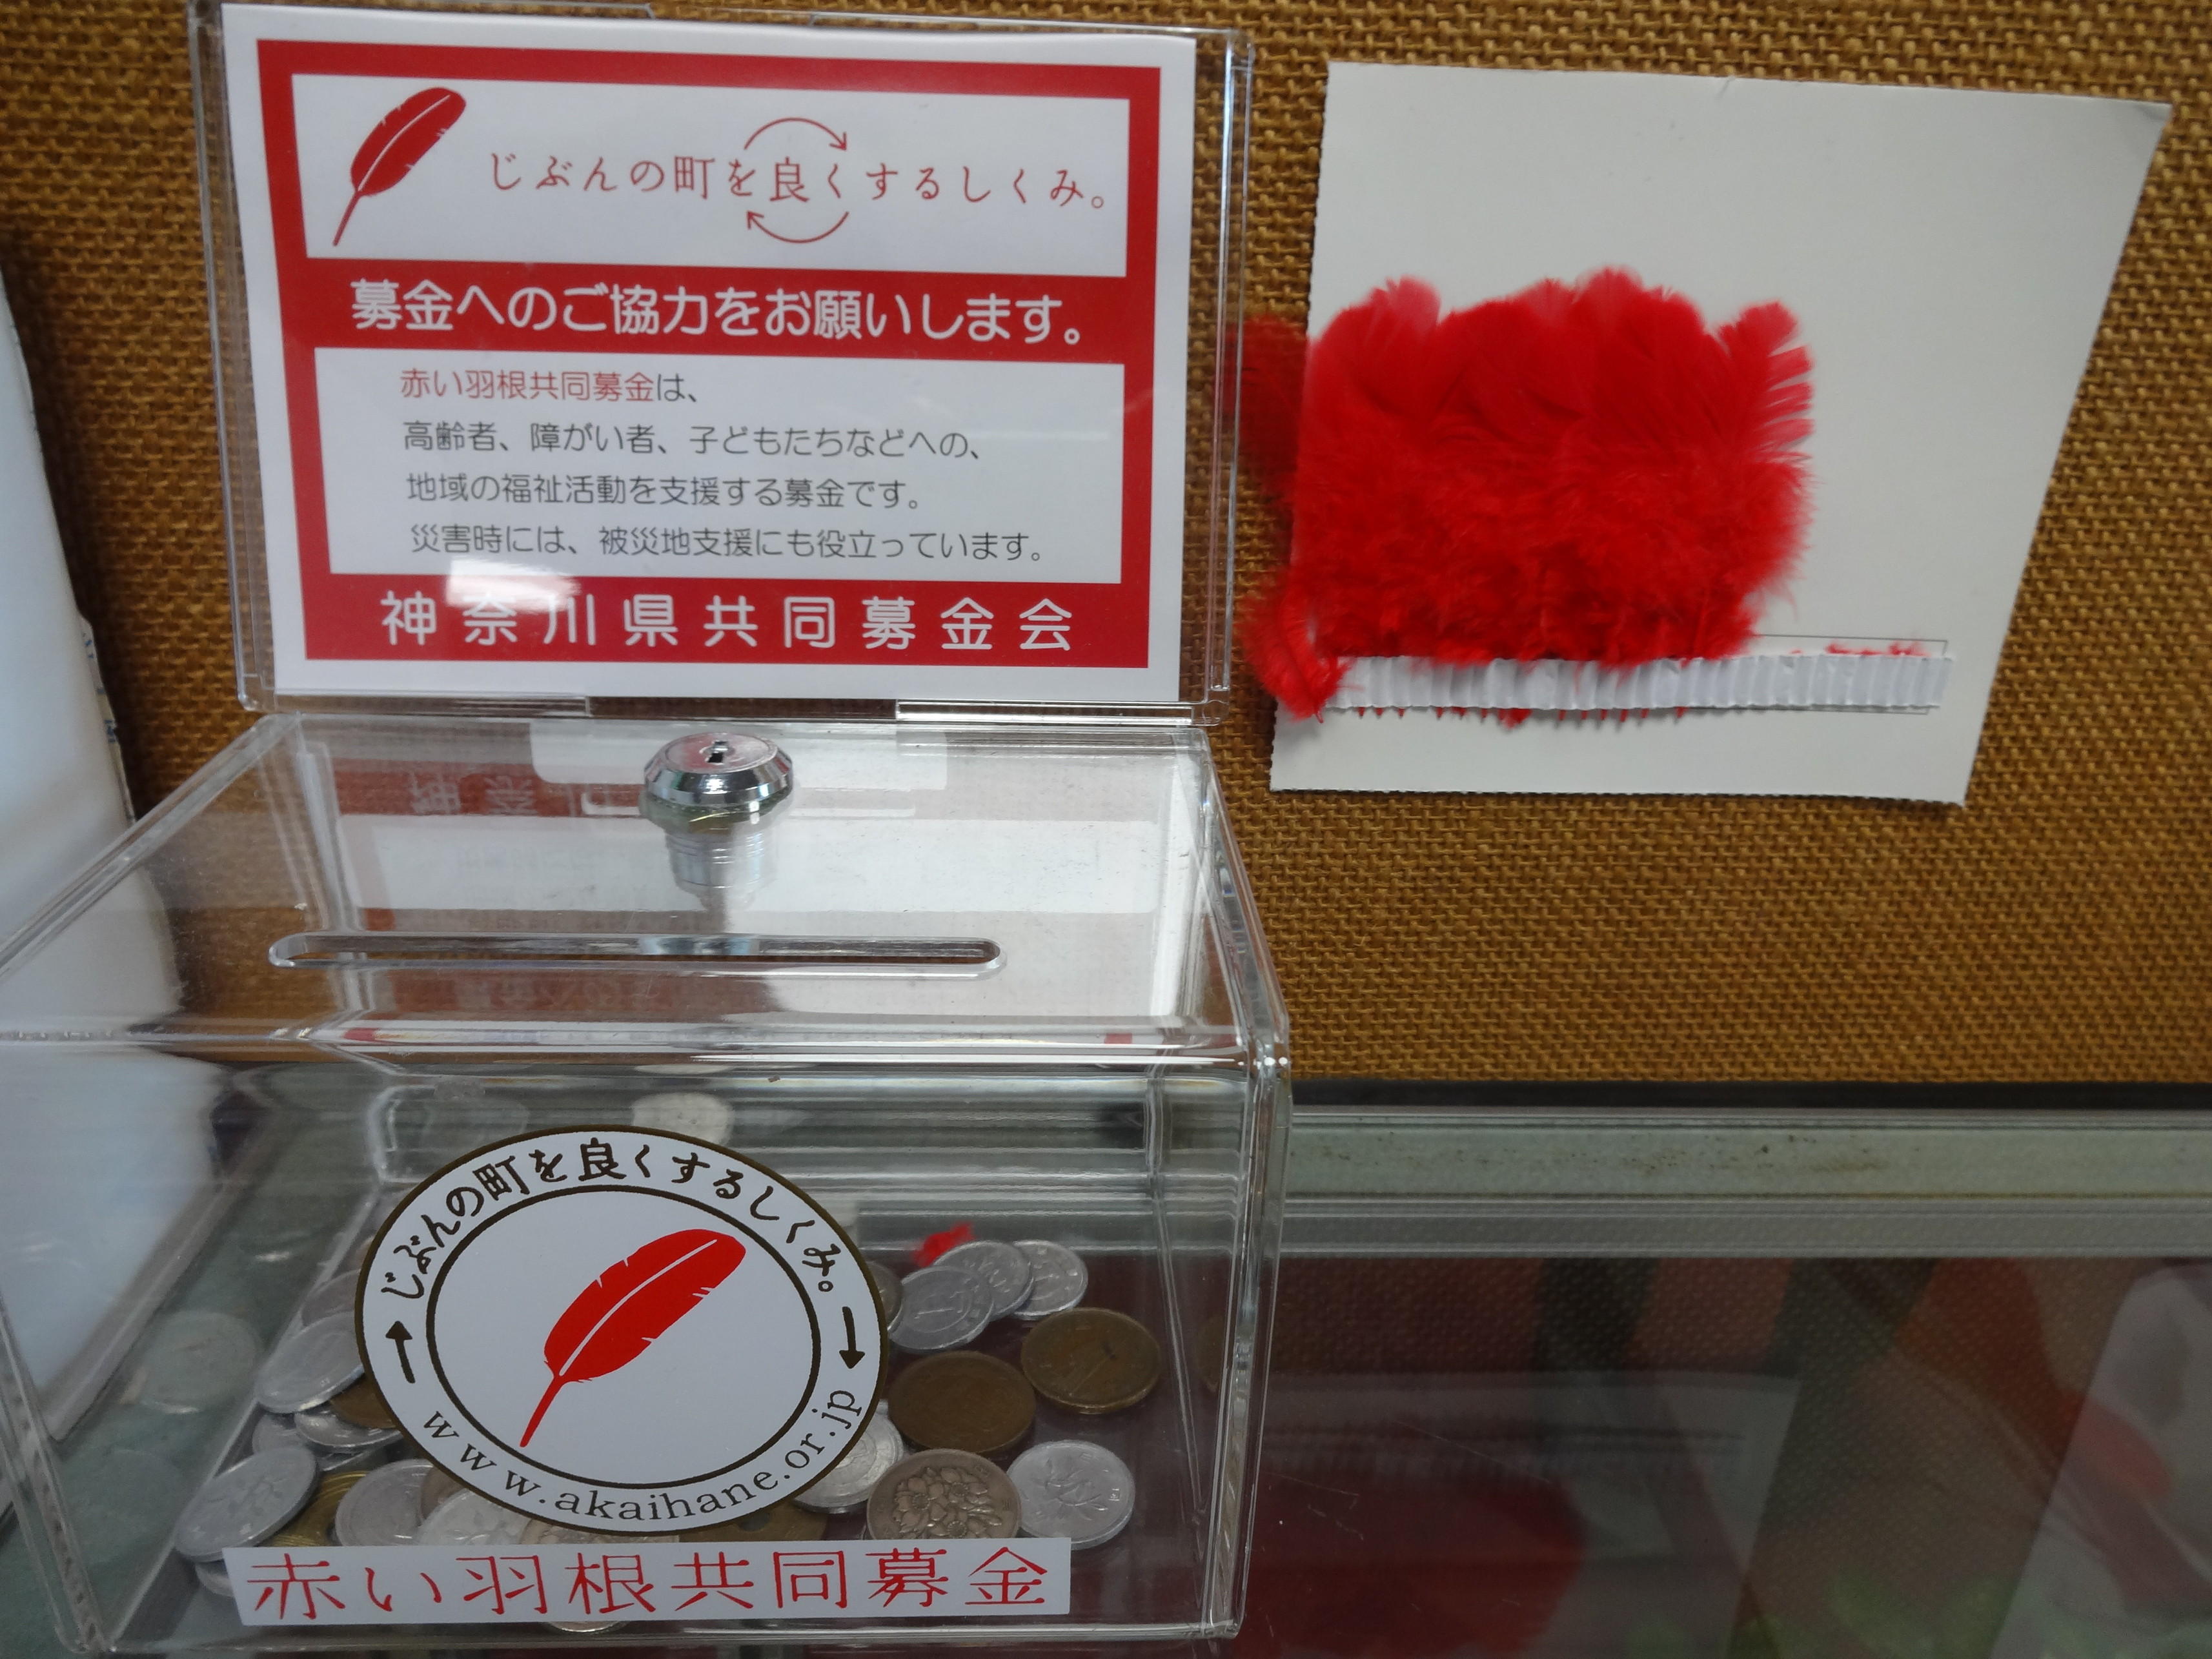 じぶんの町を良くするしくみ。
募金へのご協力をお願いします。
赤い羽根共同募金は、
高齢者、障がい者、子どもたちなどへの、
地域の福祉活動を支援する募金です。
災害時には、被災地支援にも役立っています。
神奈川県共同募金会
じぶんの町を良くするしくみ。
www.akaihane.or.jp
赤い羽根共同募金